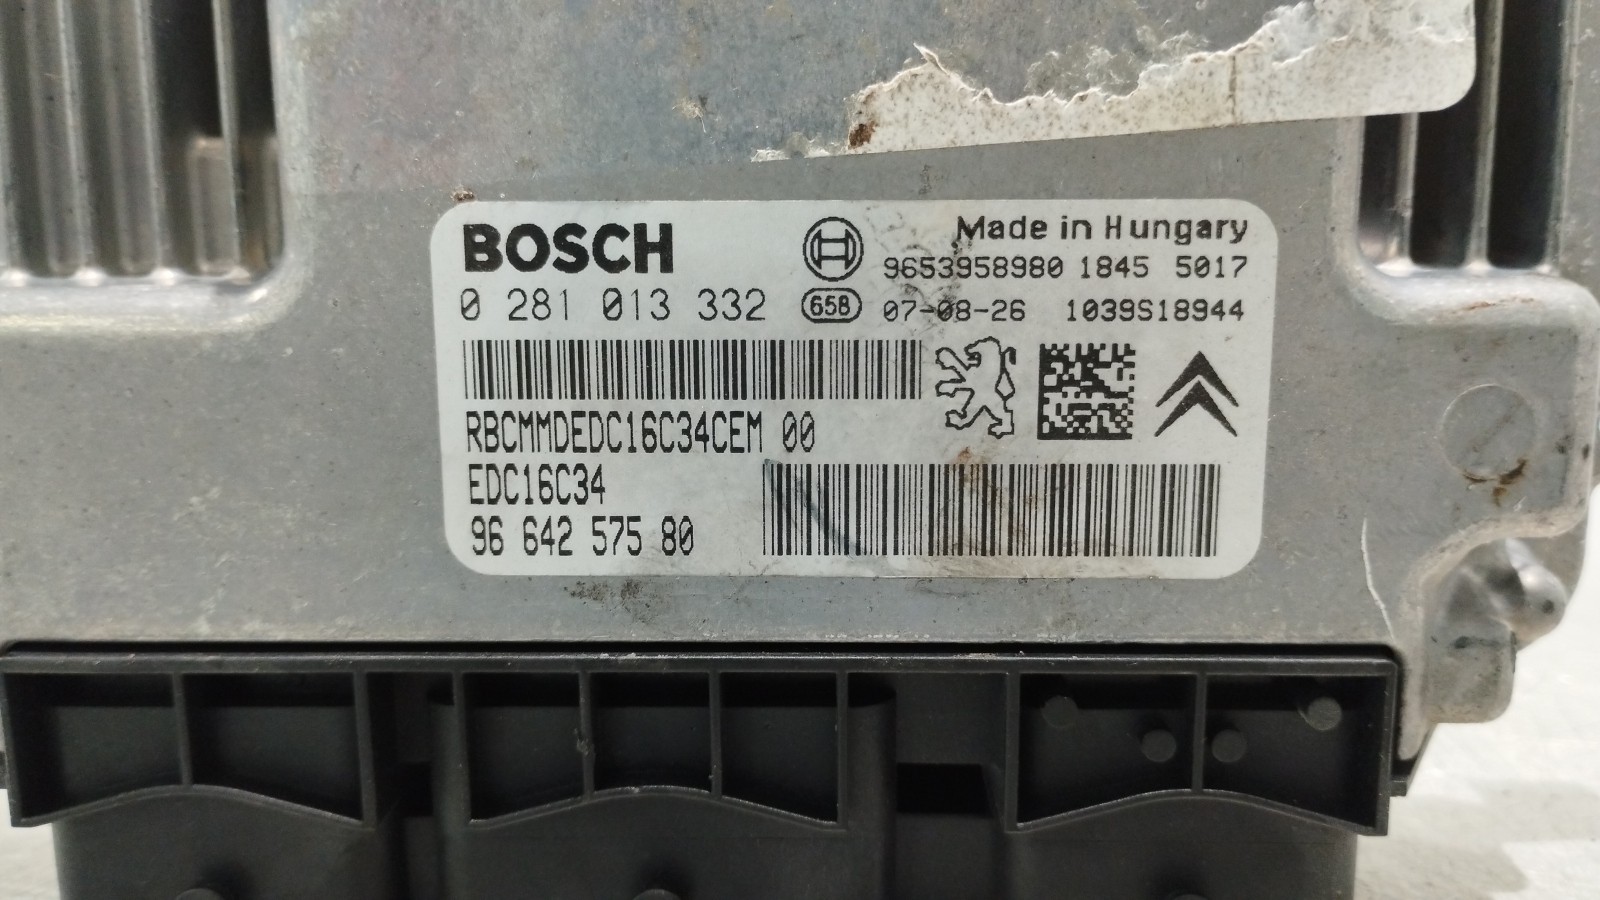 BOSCH
Made in Hungary
9653958980 1845 5017
0 281 013 332
658
07-08-26 1039S18944
RBCMMDEDC16C34CEM 00
EDC16C34
96 642 575 80